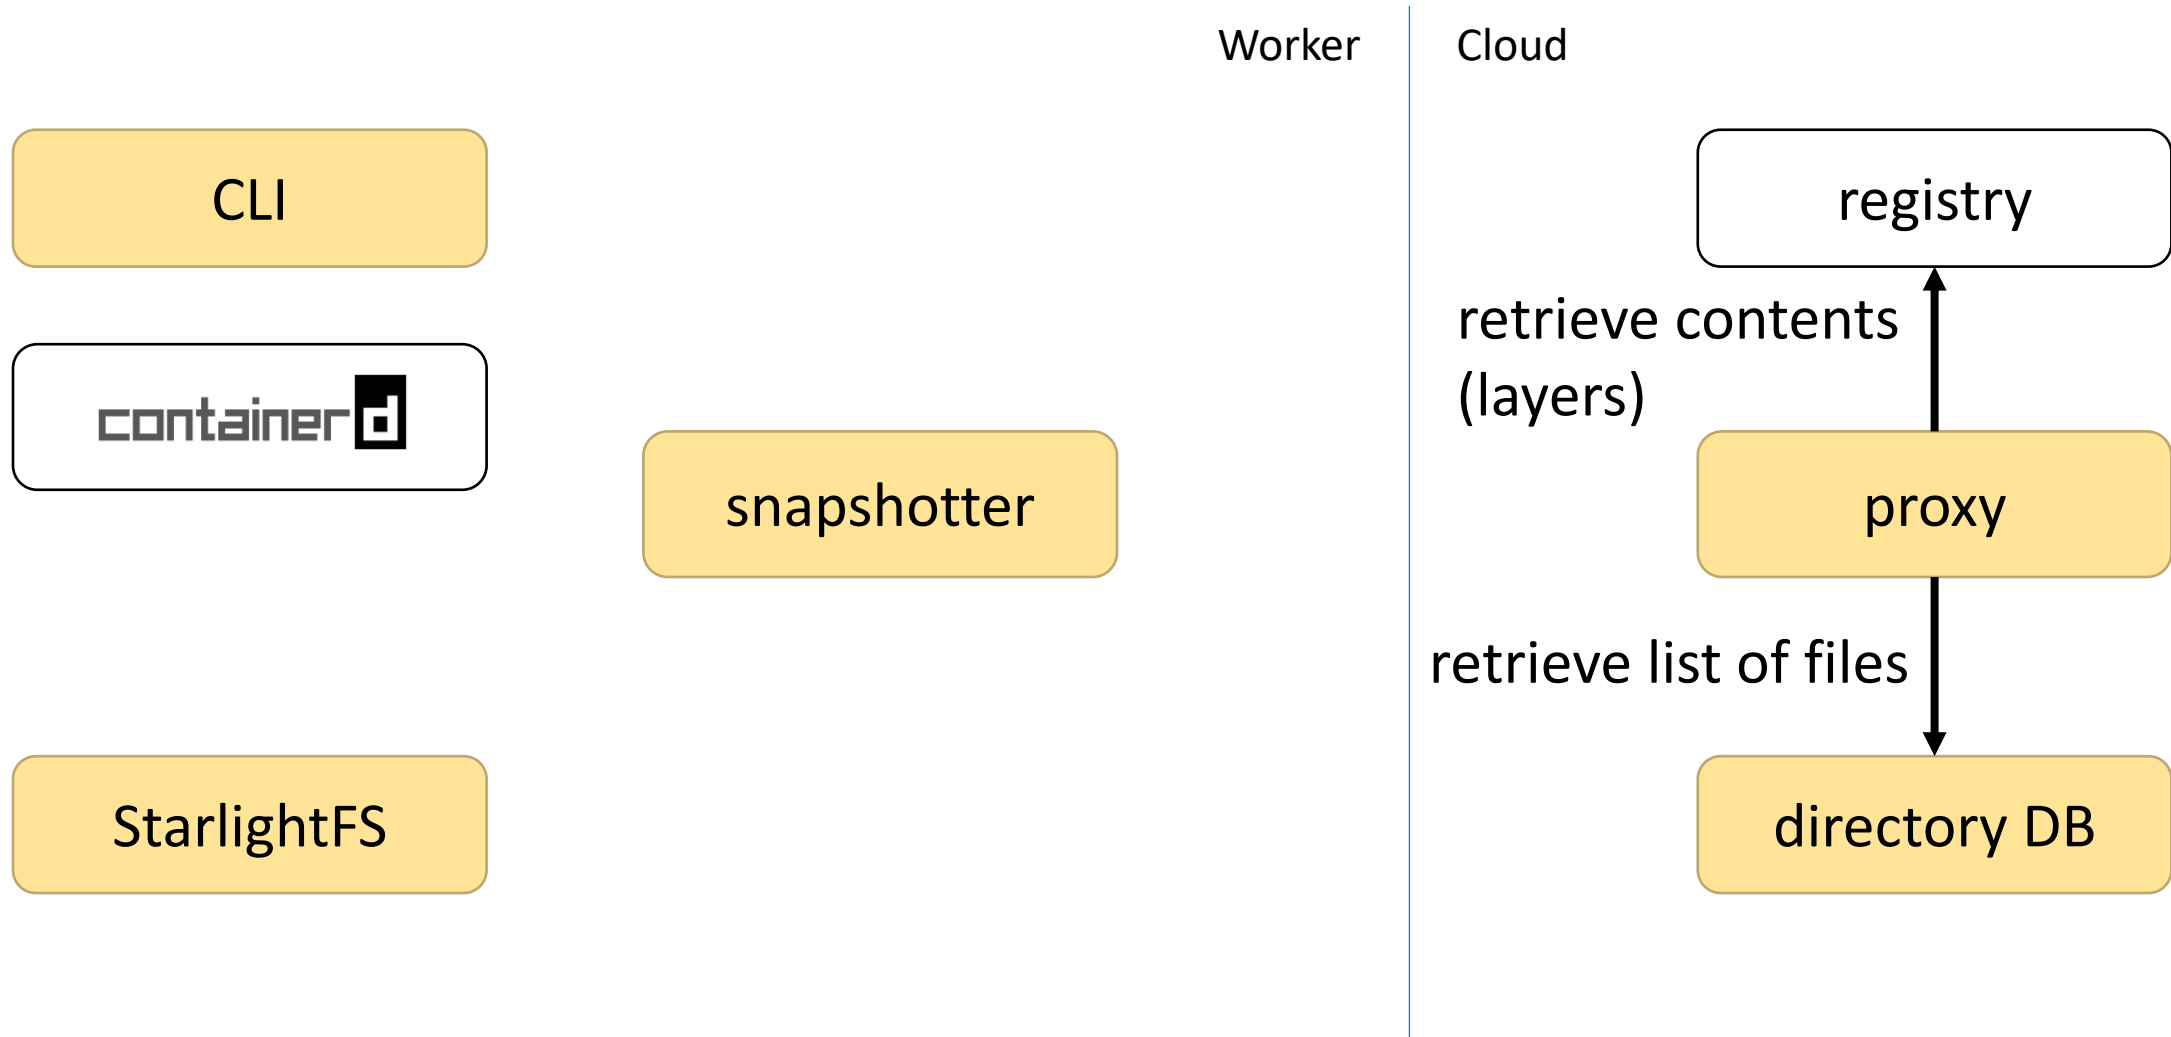 Worker
Cloud
CLI
registry
retrieve contents
(layers)
containerd
snapshotter
proxy
retrieve list of files
StarlightFS
directory DB